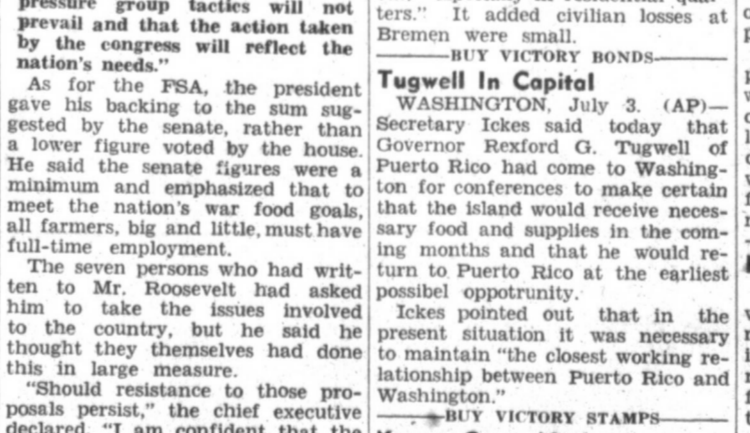 pressure group tactics will not
prevail and that the action taken
by the congress will reflect the
nation's needs."
As for the FSA, the president
gave his backing to the sum sug-
gested by the senate, rather than
a lower figure voted by the house.
He said the senate figures were a
minimum and emphasized that to
meet the nation's war food goals,
all farmers, big and little, must have
full-time employment.
The seven persons who had writ-
ten to Mr. Roosevelt had asked
him to take the issues involved
to the country, but he said he
thought they themselves had done
this in large measure.
"Should resistance to those pro-
posals persist," the chief executive
declared, "I am confident that the
ters." It added civilian losses at
Bremen were small.
BUY VICTORY BONDS
Tugwell In Capital
WASHINGTON, July 3. (AP)—
Secretary Ickes said today that
Governor Rexford G. Tugwell of
Puerto Rico had come to Washing-
ton for conferences to make certain
that the island would receive neces-
sary food and supplies in the com-
ing months and that he would re-
turn to Puerto Rico at the earliest
possibel oppotrunity.
Ickes pointed out that in the
present situation it was necessary
to maintain "the closest working re-
lationship between Puerto Rico and
Washington."
BUY VICTORY STAMPS